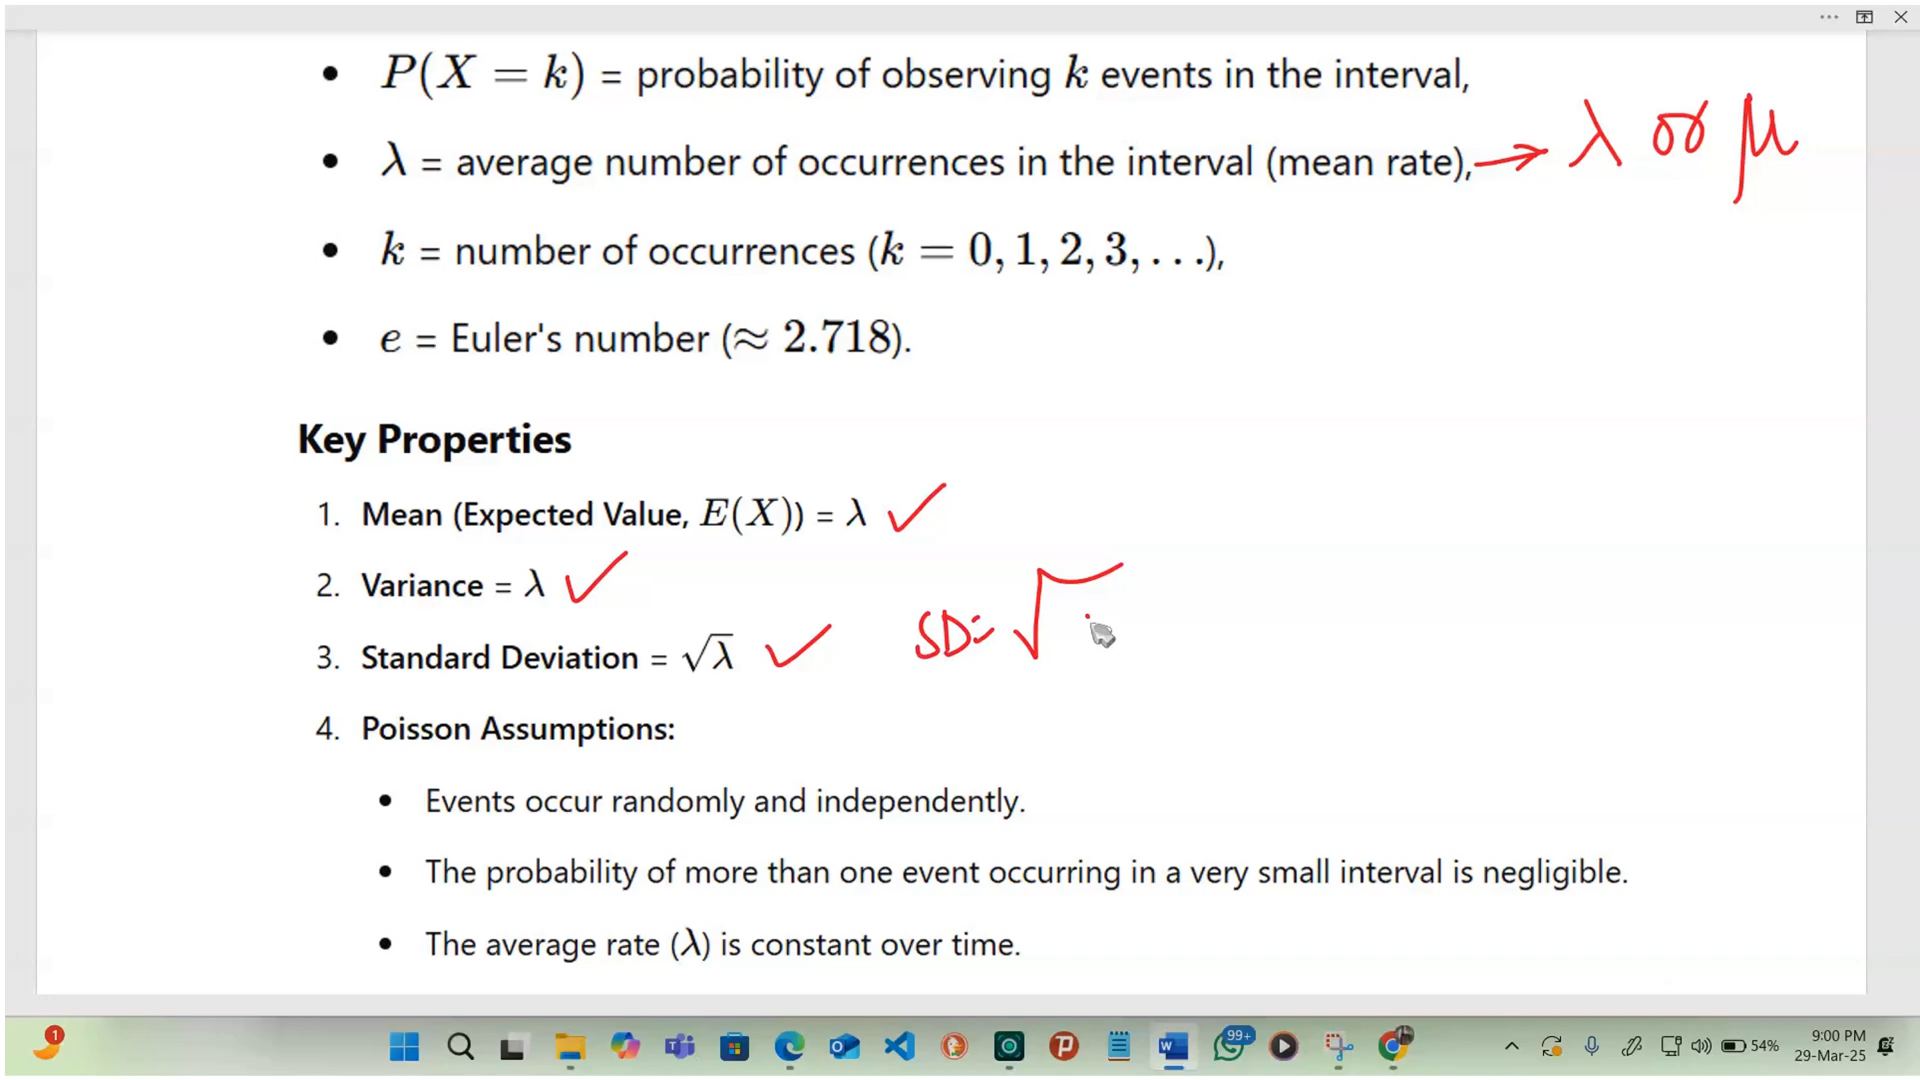 • P(X = k) = probability of observing k events in the interval,
• λ = average number of occurrences in the interval (mean rate), → λ or μ
• k = number of occurrences (k = 0, 1, 2, 3, . . .),
• e = Euler's number (≈ 2.718).
Key Properties
1. Mean (Expected Value, E(X)) = λ ✓
2. Variance = λ ✓
3. Standard Deviation = √λ ✓ SD = √
4. Poisson Assumptions:
• Events occur randomly and independently.
• The probability of more than one event occurring in a very small interval is negligible.
• The average rate (λ) is constant over time.
1
99+
54%
9:00 PM
29-Mar-25